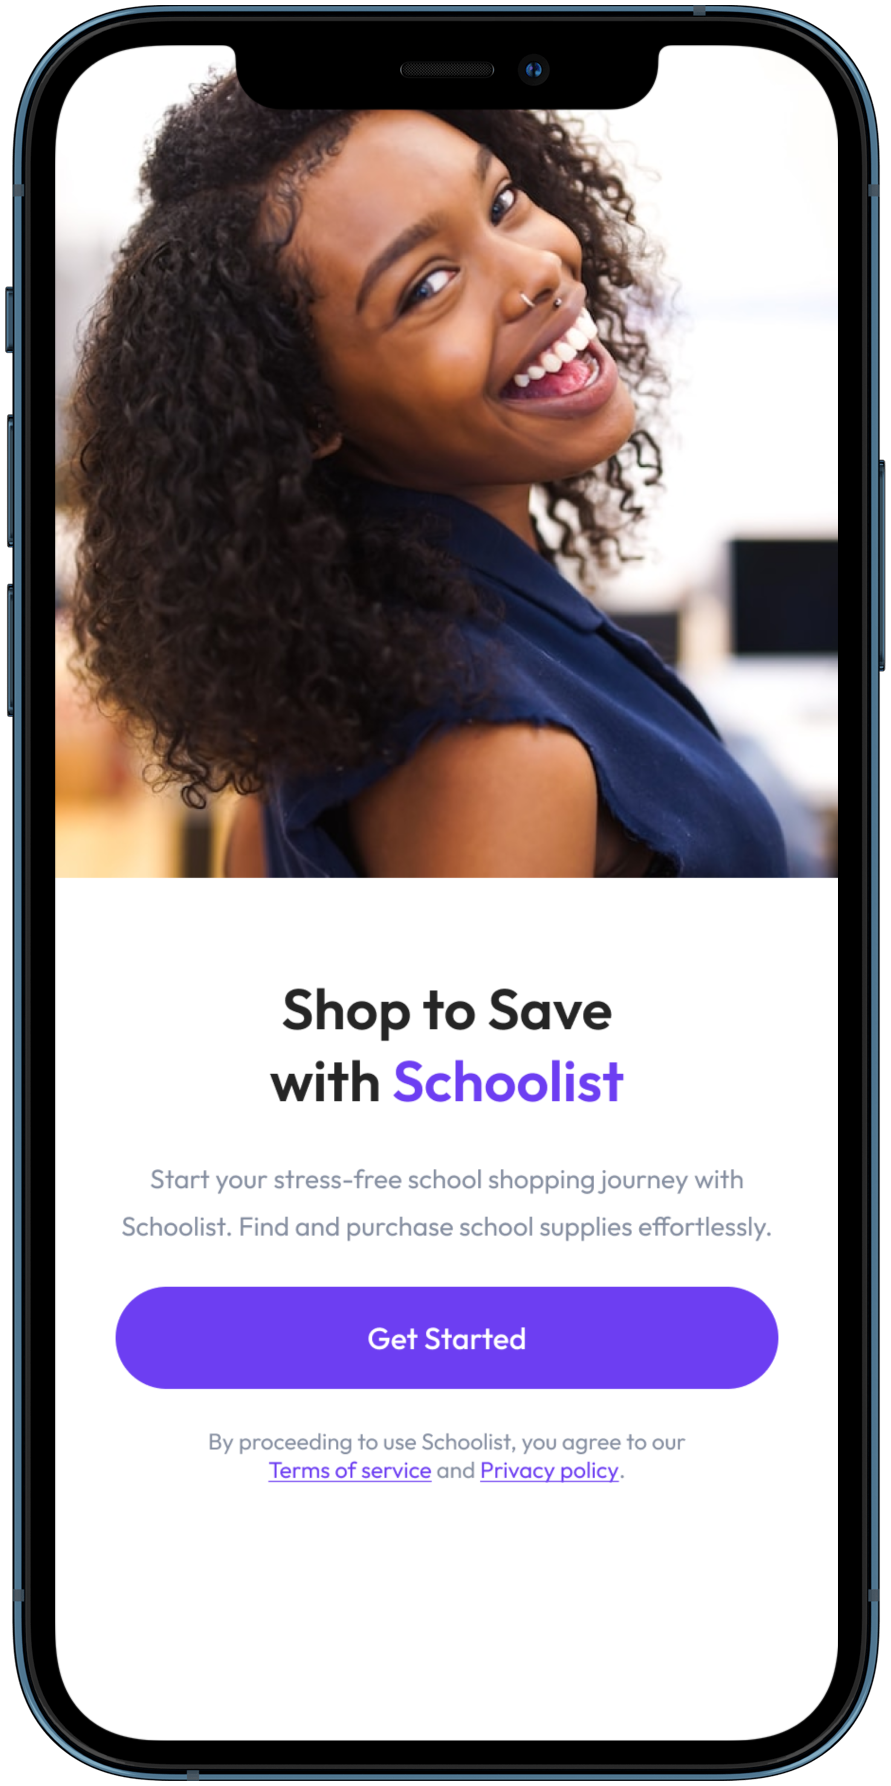 Shop to Save
with Schoolist
Start your stress-free school shopping journey with
Schoolist. Find and purchase school supplies effortlessly.
Get Started
By proceeding to use Schoolist, you agree to our
Terms of service and Privacy policy.